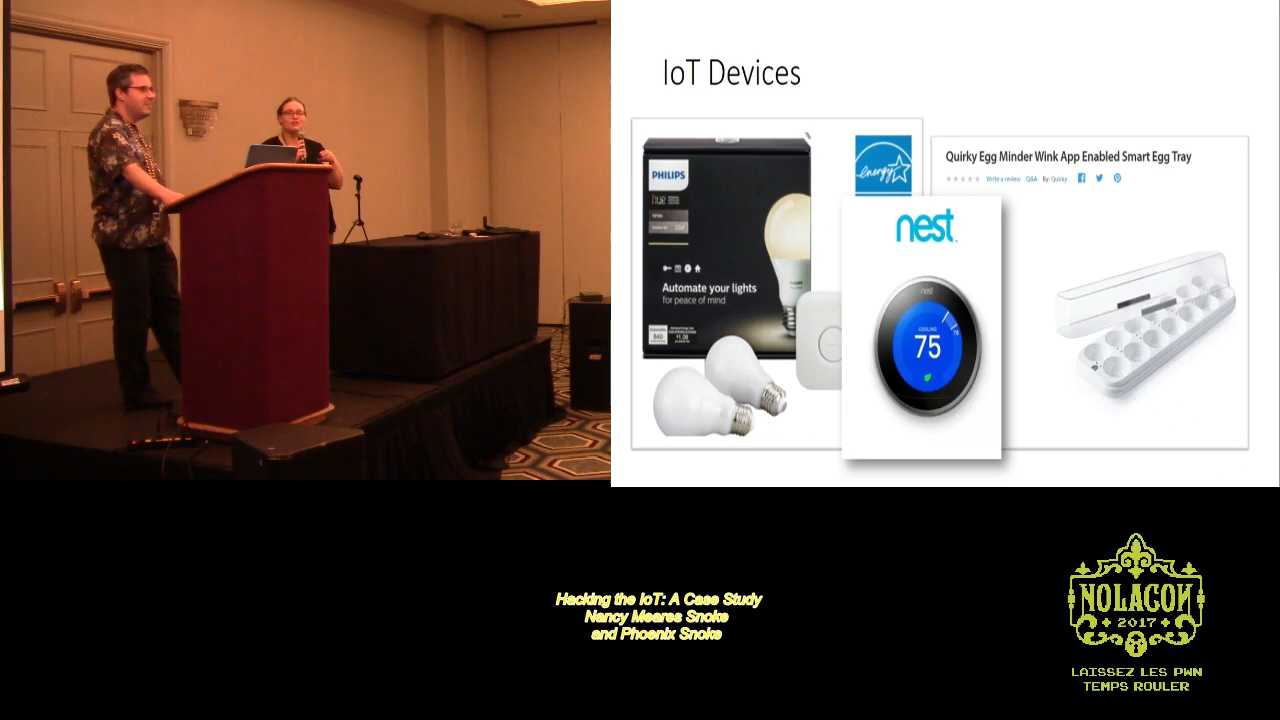 IoT Devices
PHILIPS
hue
White
Automate your lights
for peace of mind
energy
nest
nest
COOLING
75
75
Quirky Egg Minder Wink App Enabled Smart Egg Tray
Write a review Q&A By: Quirky
Hacking the IoT: A Case Study
Nancy Meares Snoke
and Phoenix Snoke
NOLACON
2017
LAISSEZ LES PWN
TEMPS ROULER